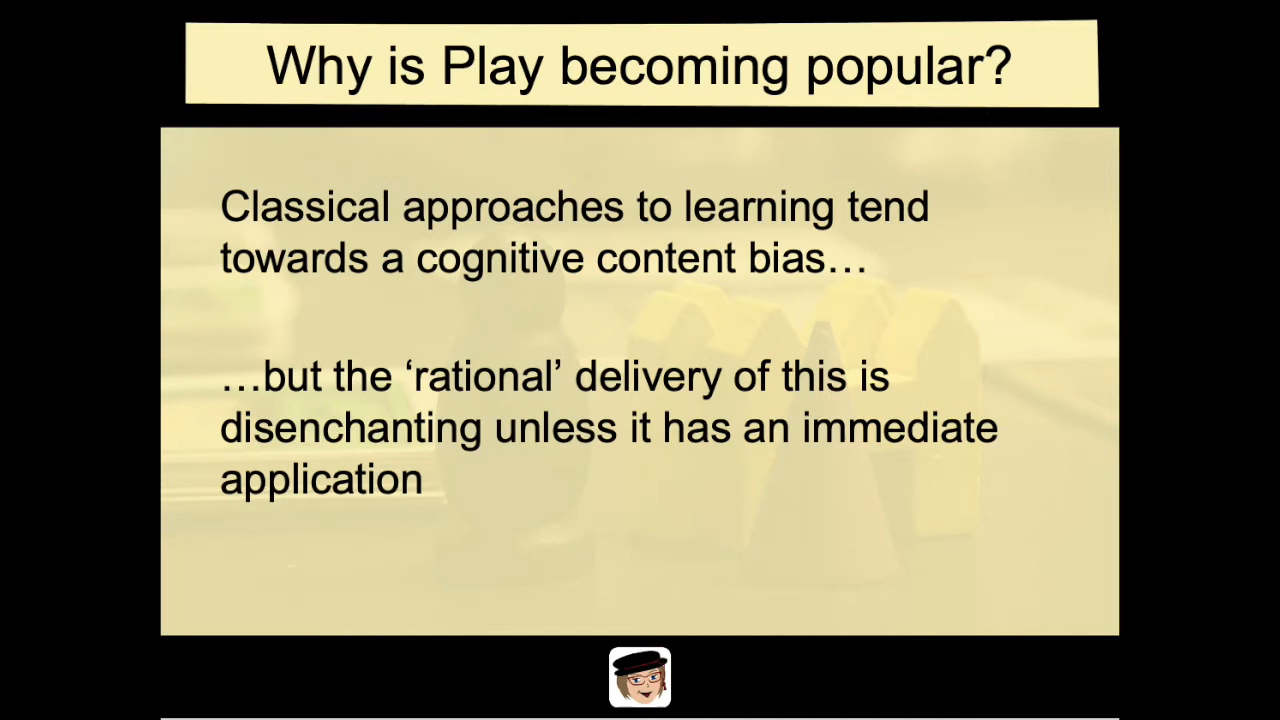 Why is Play becoming popular?
Classical approaches to learning tend
towards a cognitive content bias…
…but the ‘rational’ delivery of this is
disenchanting unless it has an immediate
application